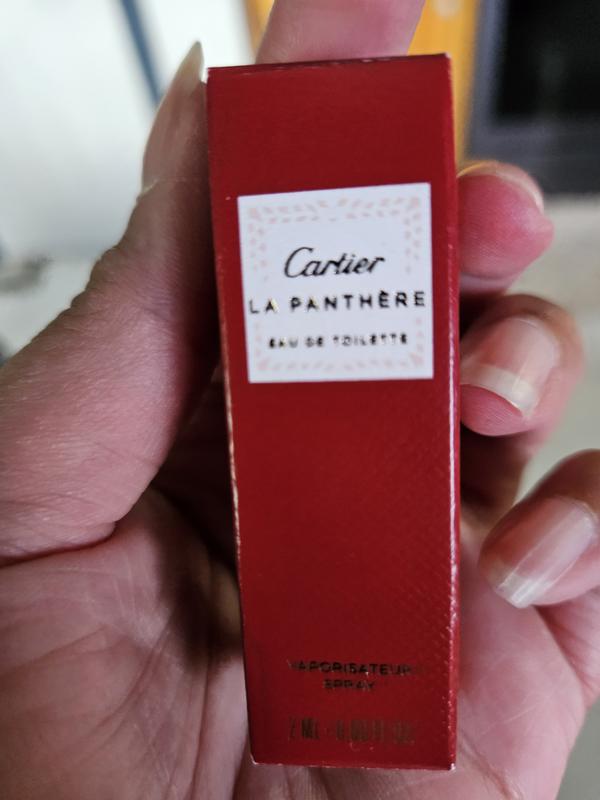 Cartier
LA PANTHÈRE
EAU DE TOILETTE
VAPORISATEUR
SPRAY
2 ML